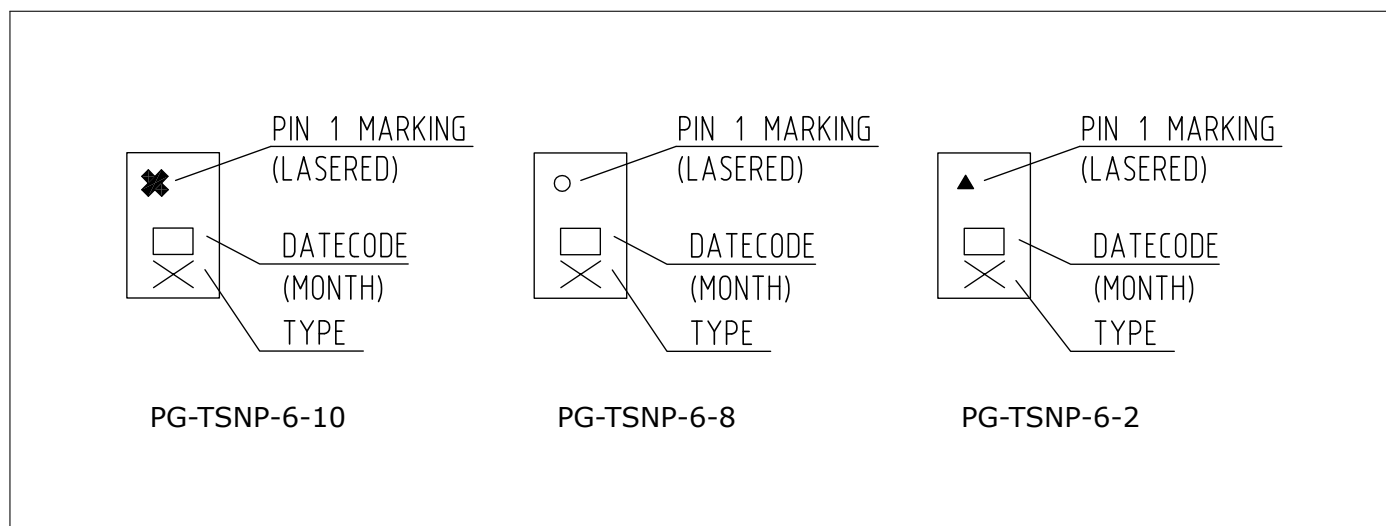 PIN 1 MARKING
(LASERED)
DATECODE
(MONTH)
TYPE
PG-TSNP-6-10
PIN 1 MARKING
(LASERED)
DATECODE
(MONTH)
TYPE
PG-TSNP-6-8
PIN 1 MARKING
(LASERED)
DATECODE
(MONTH)
TYPE
PG-TSNP-6-2